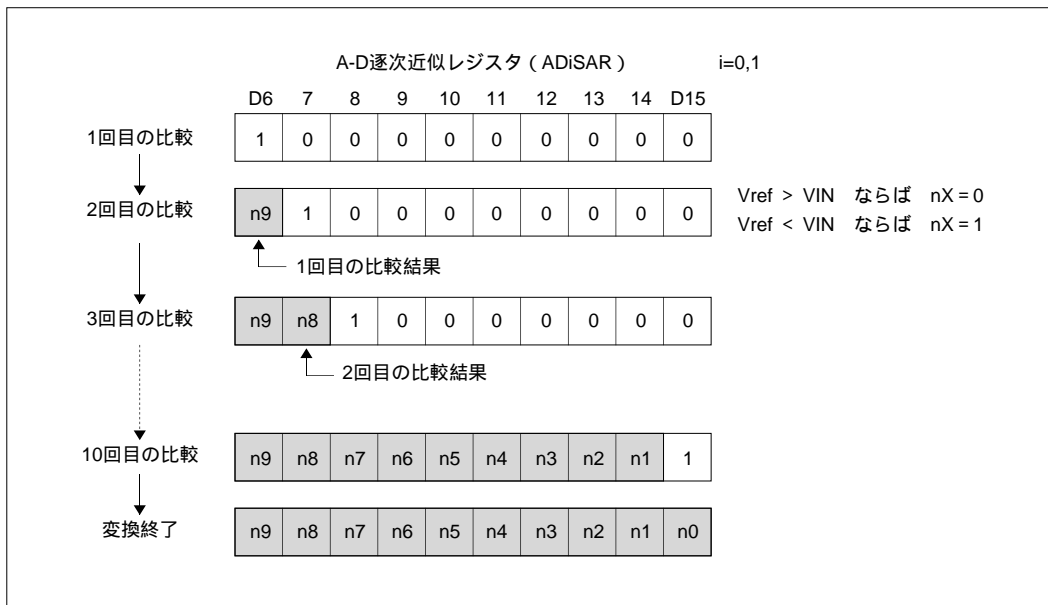 A-D逐次近似レジスタ（ADiSAR） i=0,1
D6 7 8 9 10 11 12 13 14 D15
1回目の比較 1 0 0 0 0 0 0 0 0 0
2回目の比較 n9 1 0 0 0 0 0 0 0 0
Vref > VIN ならば nX = 0
Vref < VIN ならば nX = 1
1回目の比較結果
3回目の比較 n9 n8 1 0 0 0 0 0 0 0
2回目の比較結果
10回目の比較 n9 n8 n7 n6 n5 n4 n3 n2 n1 1
変換終了 n9 n8 n7 n6 n5 n4 n3 n2 n1 n0